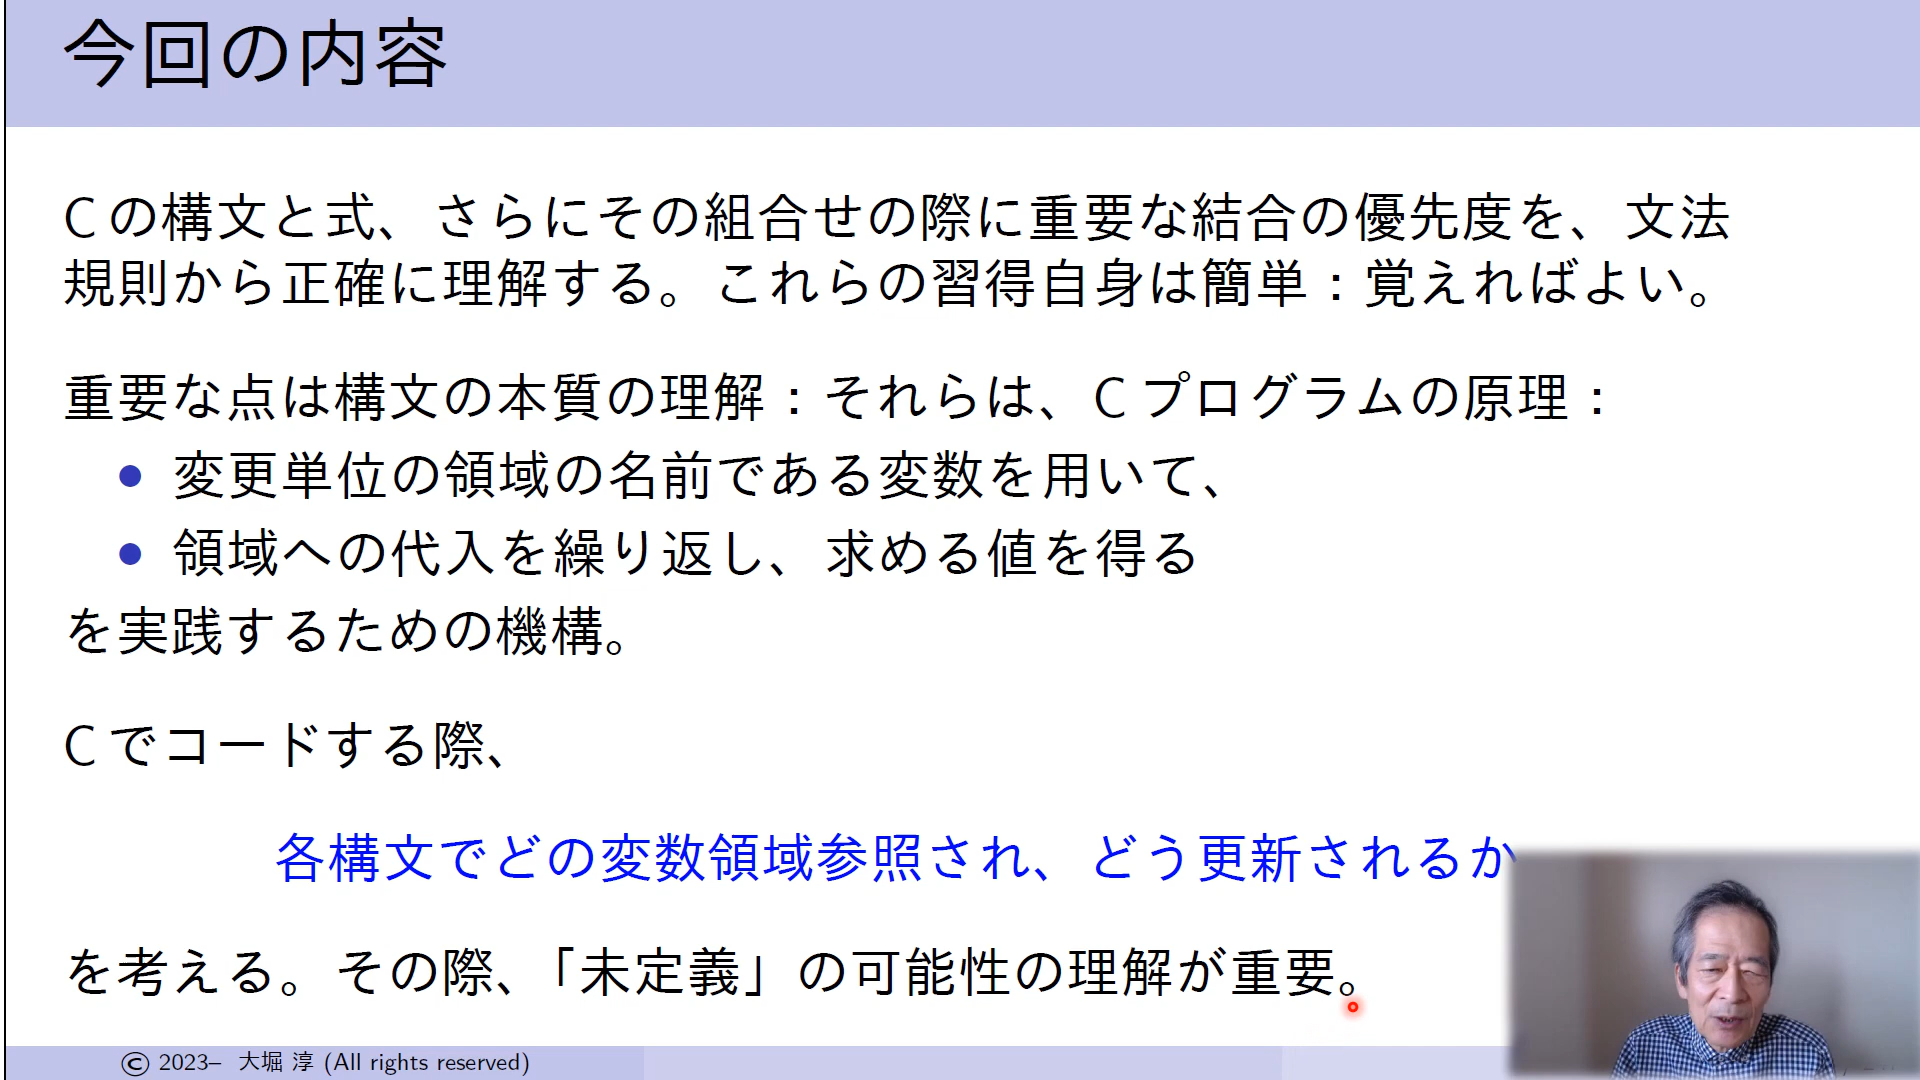 今回の内容
Cの構文と式、さらにその組合せの際に重要な結合の優先度を、文法
規則から正確に理解する。これらの習得自身は簡単：覚えればよい。
重要な点は構文の本質の理解：それらは、Cプログラムの原理：
● 変更単位の領域の名前である変数を用いて、
● 領域への代入を繰り返し、求める値を得る
を実践するための機構。
Cでコードする際、
各構文でどの変数領域参照され、どう更新されるか
を考える。その際、「未定義」の可能性の理解が重要。
© 2023– 大堀 淳 (All rights reserved)